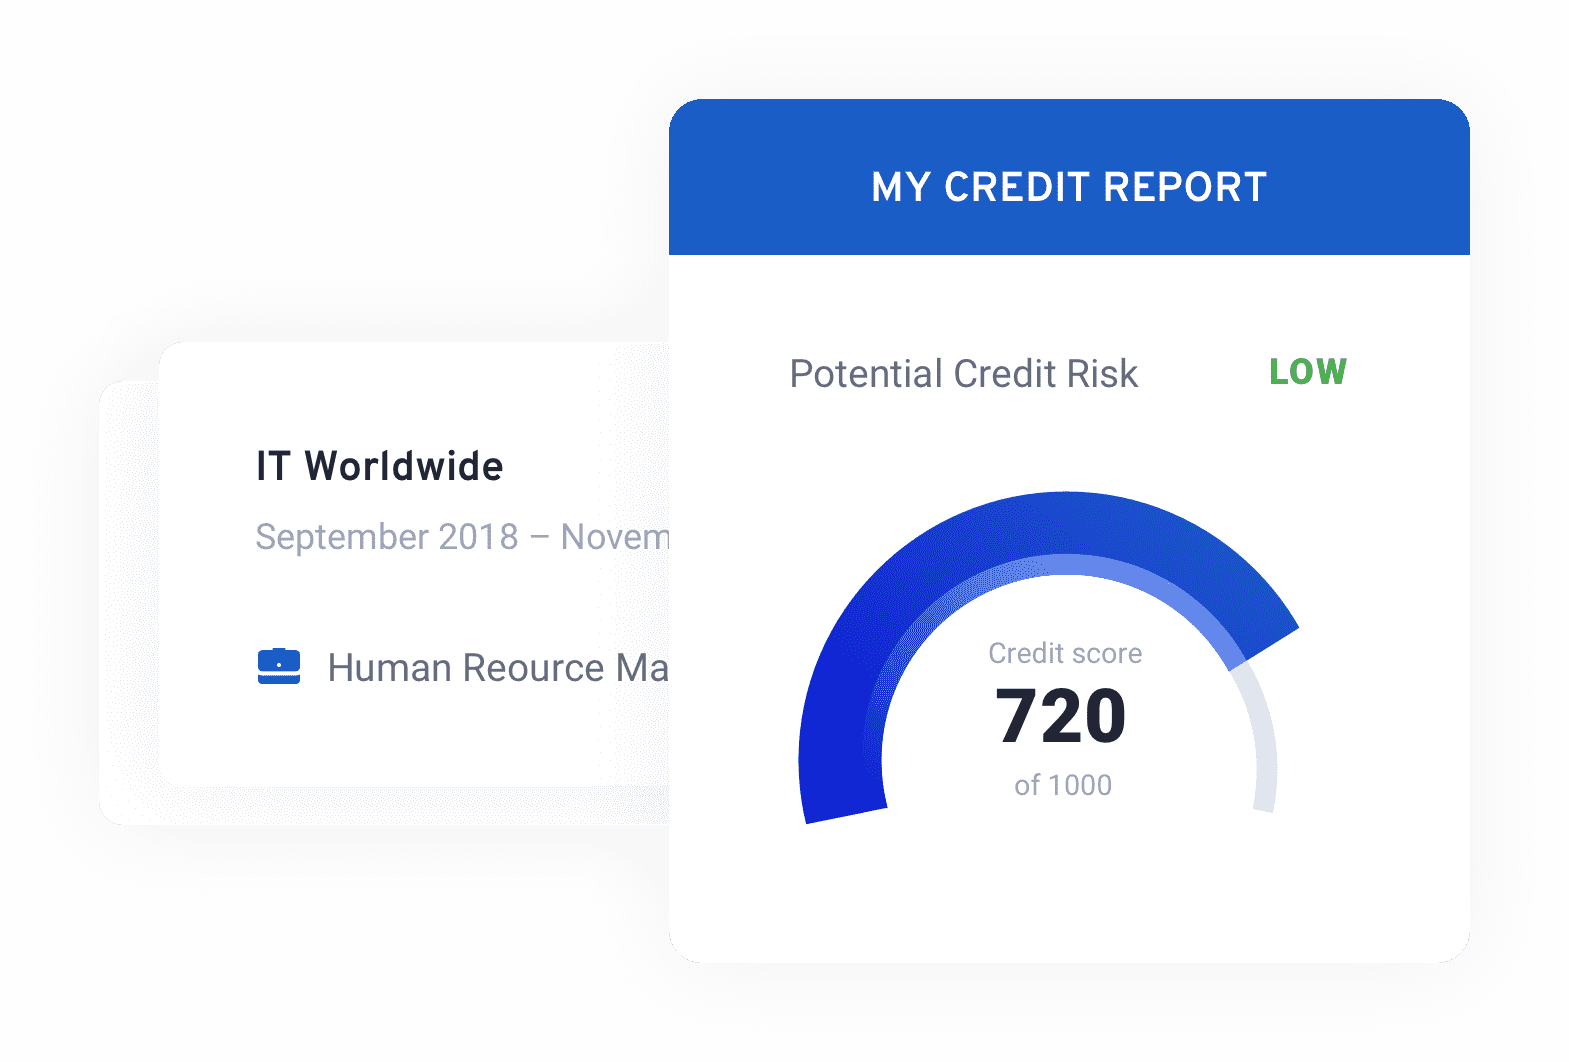 MY CREDIT REPORT
Potential Credit Risk LOW
IT Worldwide
September 2018 – Novem
Human Reource Ma
Credit score
720
of 1000